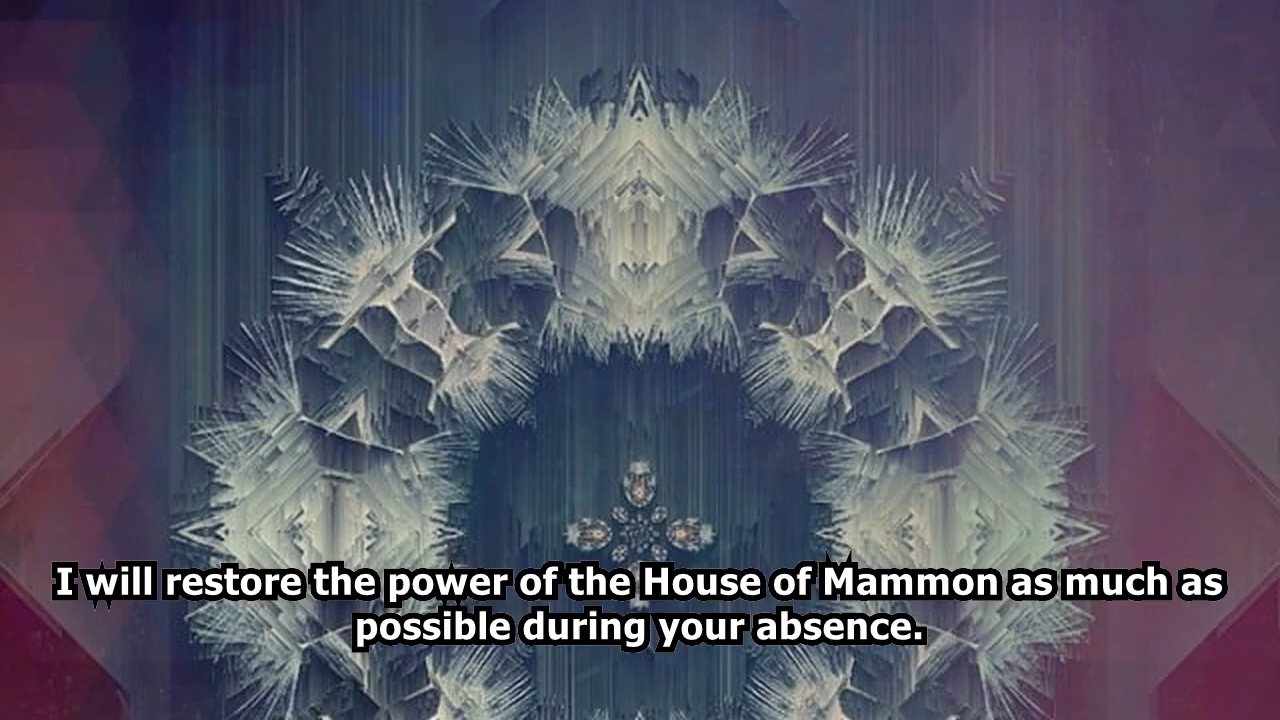 I will restore the power of the House of Mammon as much as
possible during your absence.